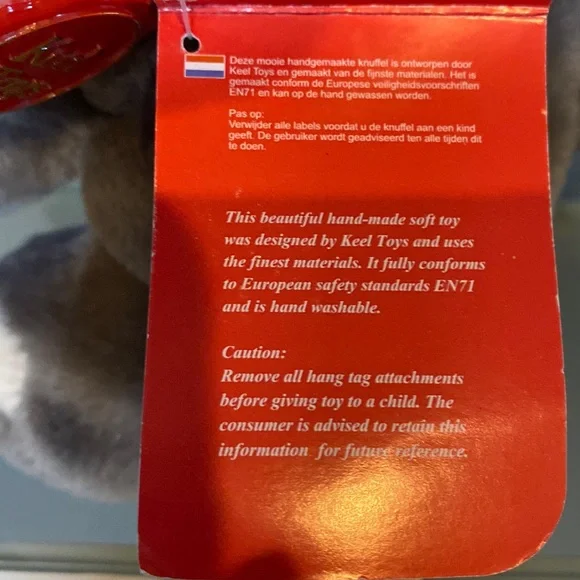 Deze mooie handgemaakte knuffel is ontworpen door
Keel Toys en gemaakt van de fijnste materialen. Het is
gemaakt conform de Europese veiligheidsvoorschriften
EN71 en kan op de hand gewassen worden.
Pas op:
Verwijder alle labels voordat u de knuffel aan een kind
geeft. De gebruiker wordt geadviseerd ten alle tijden dit
te doen.
This beautiful hand-made soft toy
was designed by Keel Toys and uses
the finest materials. It fully conforms
to European safety standards EN71
and is hand washable.
Caution:
Remove all hang tag attachments
before giving toy to a child. The
consumer is advised to retain this
information for future reference.